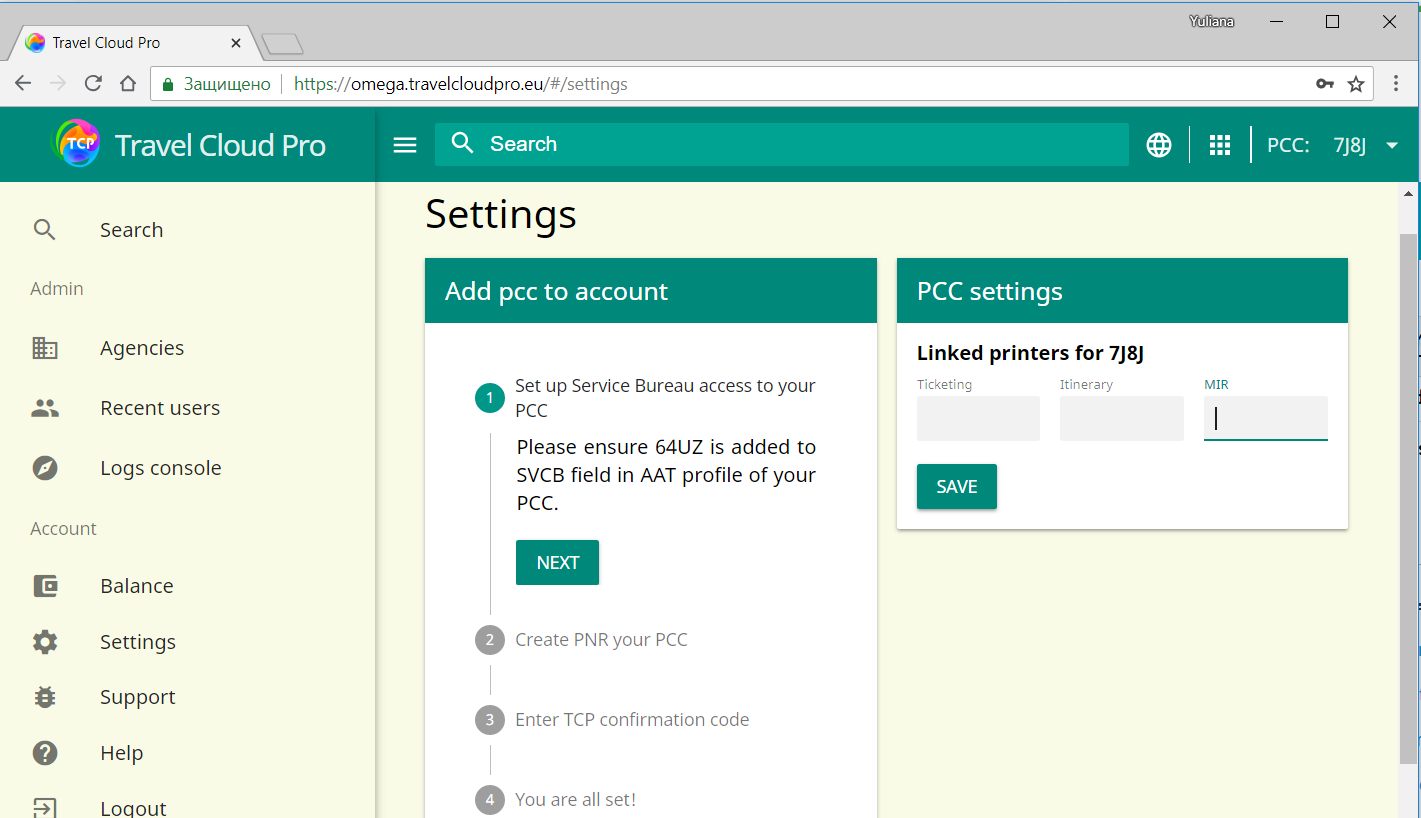 Yuliana
Travel Cloud Pro
Защищено
https://omega.travelcloudpro.eu/#/settings
TCP
Travel Cloud Pro
Search
PCC: 7J8J
Search
Admin
Agencies
Recent users
Logs console
Account
Balance
Settings
Support
Help
Logout
Settings
Add pcc to account
1
Set up Service Bureau access to your
PCC
Please ensure 64UZ is added to
SVCB field in AAT profile of your
PCC.
NEXT
2 Create PNR your PCC
3 Enter TCP confirmation code
4 You are all set!
PCC settings
Linked printers for 7J8J
Ticketing Itinerary MIR
SAVE